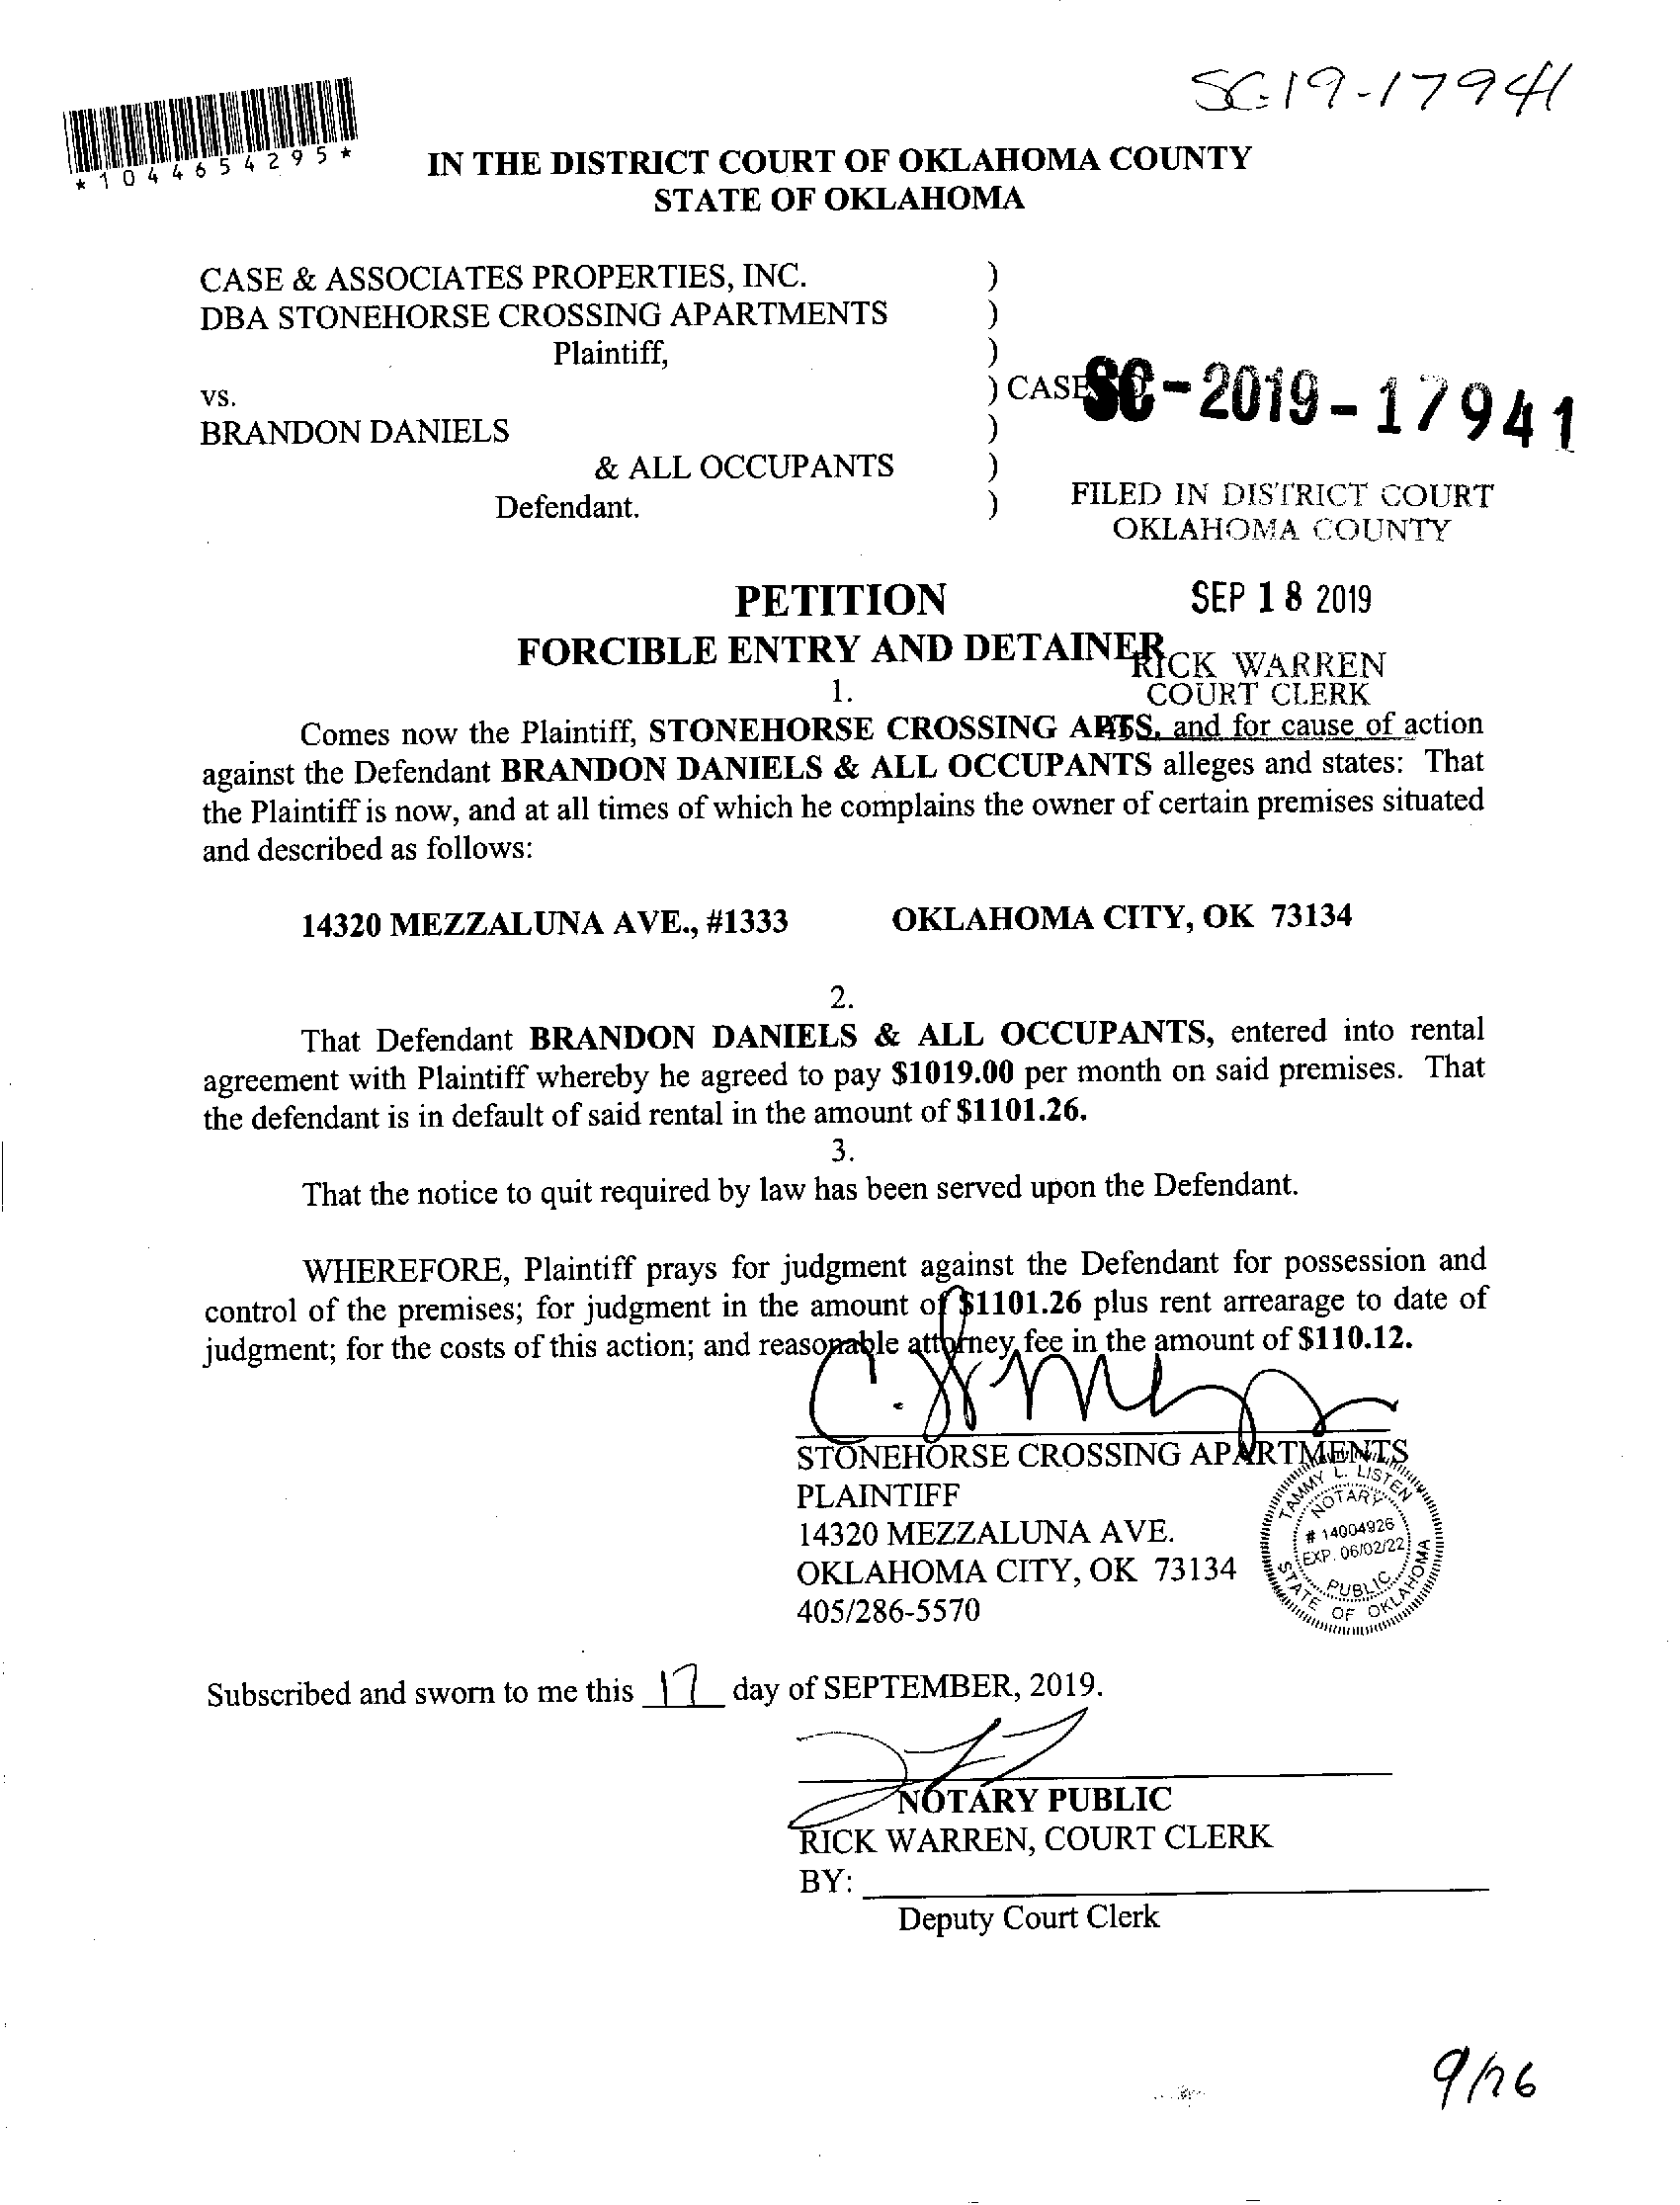 SC-19-17941
*1044654295*
IN THE DISTRICT COURT OF OKLAHOMA COUNTY
STATE OF OKLAHOMA
CASE & ASSOCIATES PROPERTIES, INC. )
DBA STONEHORSE CROSSING APARTMENTS )
Plaintiff, )
vs. ) CASE SC-2019-17941
BRANDON DANIELS )
& ALL OCCUPANTS )
Defendant. )
FILED IN DISTRICT COURT
OKLAHOMA COUNTY
PETITION
SEP 18 2019
FORCIBLE ENTRY AND DETAINER
RICK WARREN
1.
COURT CLERK
Comes now the Plaintiff, STONEHORSE CROSSING APTS, and for cause of action
against the Defendant BRANDON DANIELS & ALL OCCUPANTS alleges and states: That
the Plaintiff is now, and at all times of which he complains the owner of certain premises situated
and described as follows:
14320 MEZZALUNA AVE., #1333 OKLAHOMA CITY, OK 73134
2.
That Defendant BRANDON DANIELS & ALL OCCUPANTS, entered into rental
agreement with Plaintiff whereby he agreed to pay $1019.00 per month on said premises. That
the defendant is in default of said rental in the amount of $1101.26.
3.
That the notice to quit required by law has been served upon the Defendant.
WHEREFORE, Plaintiff prays for judgment against the Defendant for possession and
control of the premises; for judgment in the amount of $1101.26 plus rent arrearage to date of
judgment; for the costs of this action; and reasonable attorney fee in the amount of $110.12.
STONEHORSE CROSSING APARTMENTS
PLAINTIFF
14320 MEZZALUNA AVE.
OKLAHOMA CITY, OK 73134
405/286-5570
TAMMY L. LISTEN
NOTARY
# 14004926
EXP. 06/02/22
PUBLIC
STATE OF OKLAHOMA
Subscribed and sworn to me this 17 day of SEPTEMBER, 2019.
NOTARY PUBLIC
RICK WARREN, COURT CLERK
BY:
Deputy Court Clerk
9/26